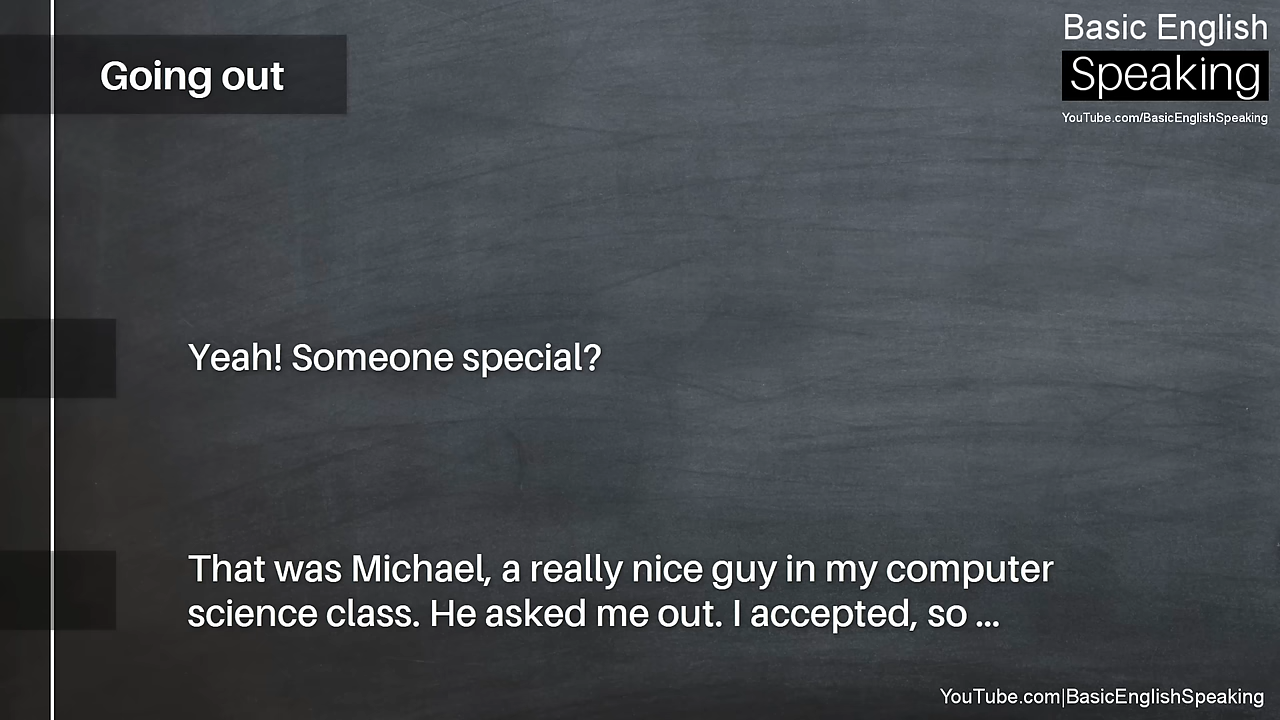 Basic English
Speaking
YouTube.com/BasicEnglishSpeaking
Going out
Yeah! Someone special?
That was Michael, a really nice guy in my computer
science class. He asked me out. I accepted, so ...
YouTube.com|BasicEnglishSpeaking